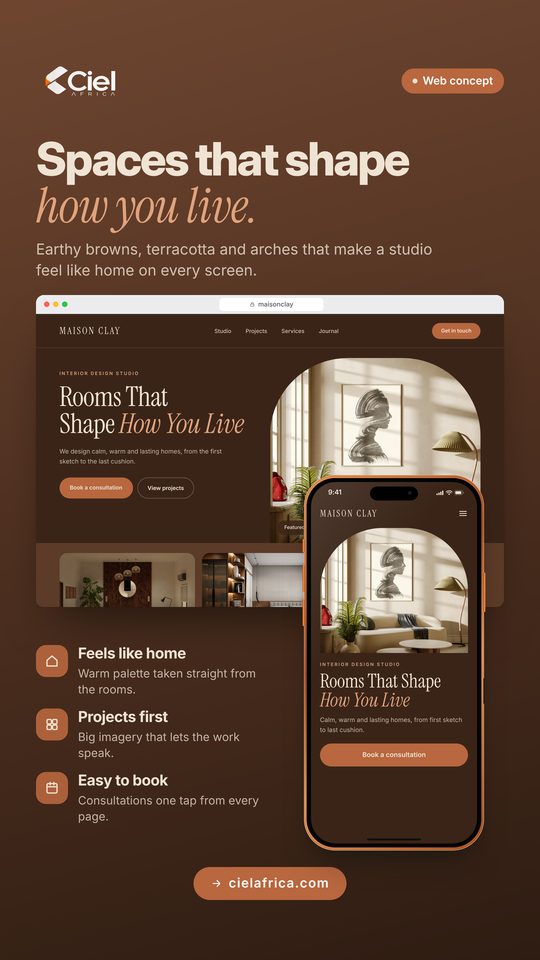 Ciel
AFRICA
Web concept
Spaces that shape
how you live.
Earthy browns, terracotta and arches that make a studio
feel like home on every screen.
maisonclay
MAISON CLAY
Studio
Projects
Services
Journal
Get in touch
INTERIOR DESIGN STUDIO
Rooms That
Shape How You Live
We design calm, warm and lasting homes, from the first
sketch to the last cushion.
Book a consultation
View projects
Featured
9:41
MAISON CLAY
INTERIOR DESIGN STUDIO
Rooms That Shape
How You Live
Calm, warm and lasting homes, from first sketch
to last cushion.
Book a consultation
Feels like home
Warm palette taken straight from
the rooms.
Projects first
Big imagery that lets the work
speak.
Easy to book
Consultations one tap from every
page.
→ cielafrica.com